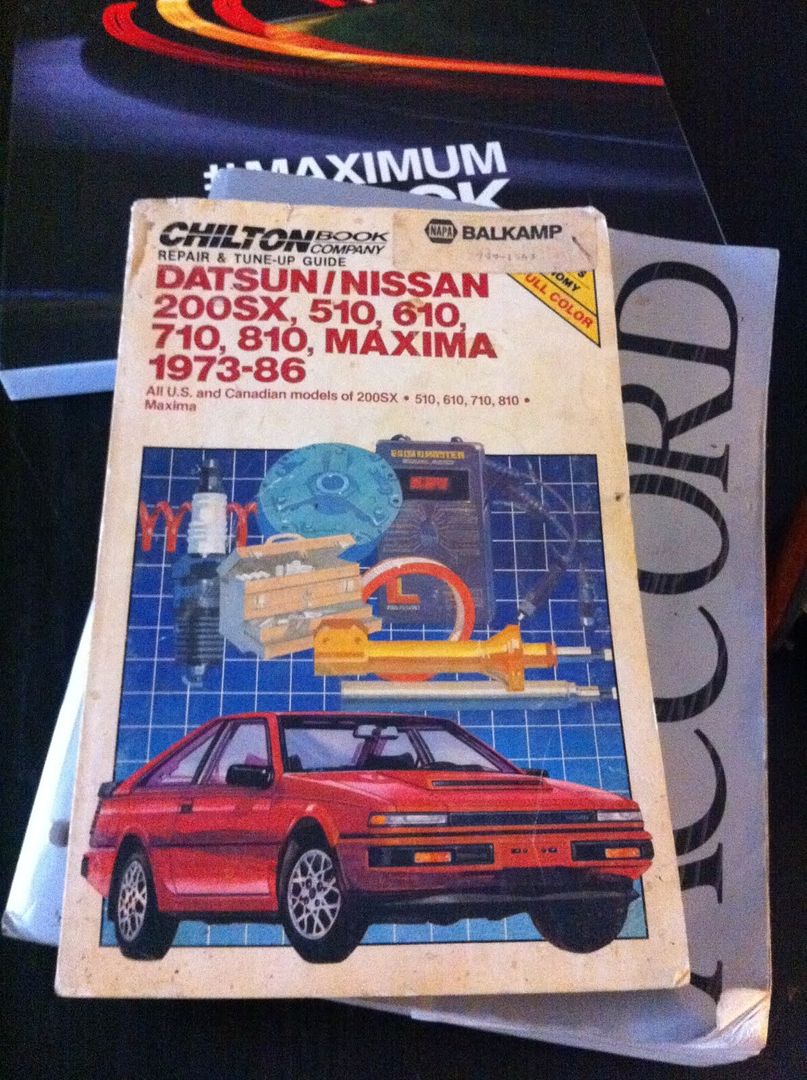 #MAXIMUM
CHILTON BOOK COMPANY
REPAIR & TUNE-UP GUIDE
NAPA BALKAMP
FULL COLOR
DATSUN/NISSAN
200SX, 510, 610,
710, 810, MAXIMA
1973-86
All U.S. and Canadian models of 200SX • 510, 610, 710, 810 •
Maxima
ACCORD